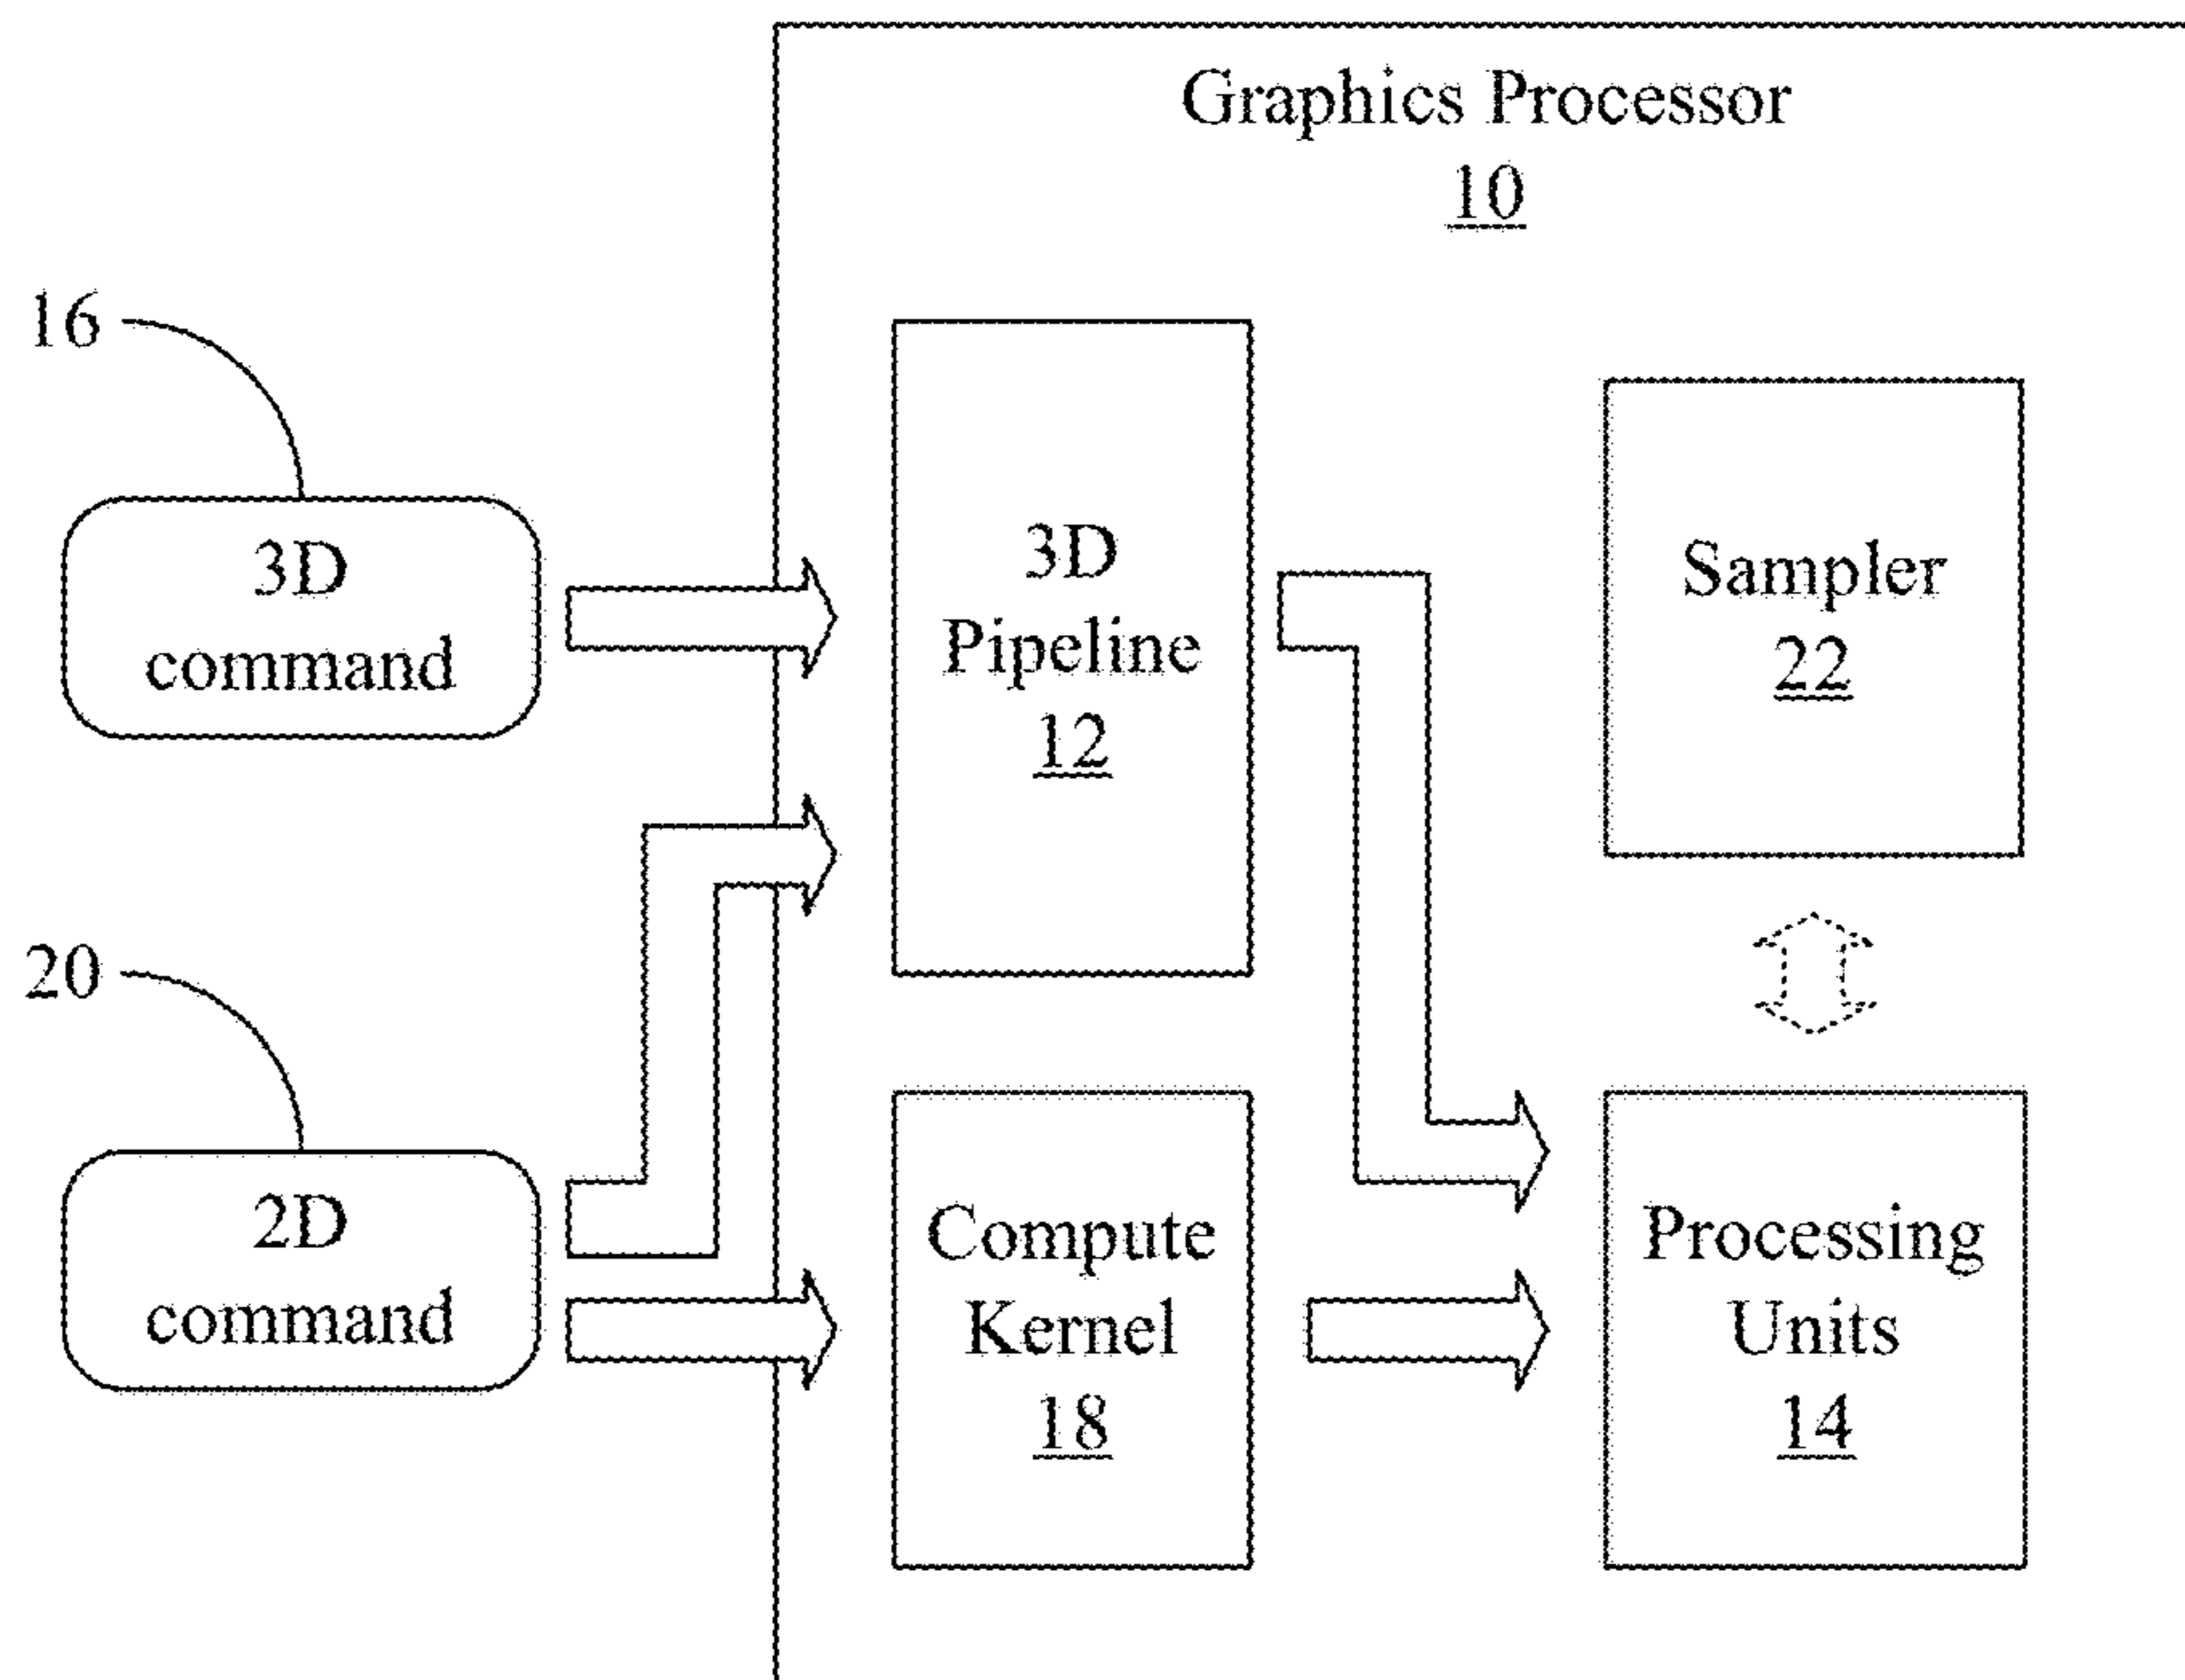 Graphics Processor
10
16
3D
command
3D
Pipeline
12
Sampler
22
20
2D
command
Compute
Kernel
18
Processing
Units
14